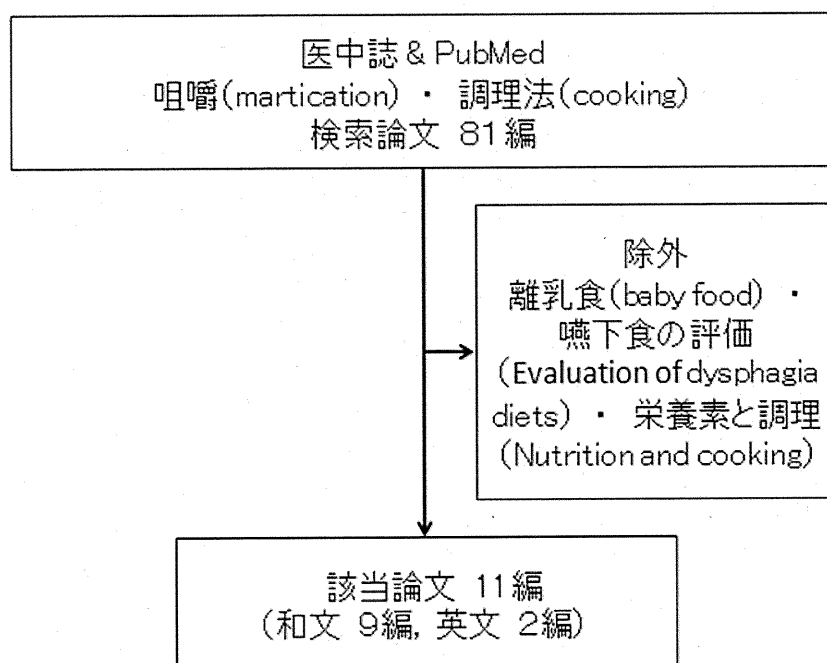 医中誌 & PubMed
咀嚼(martication) ・ 調理法(cooking)
検索論文 81編
除外
離乳食(baby food) ・
嚥下食の評価
(Evaluation of dysphagia
diets) ・ 栄養素と調理
(Nutrition and cooking)
該当論文 11編
(和文 9編, 英文 2編)